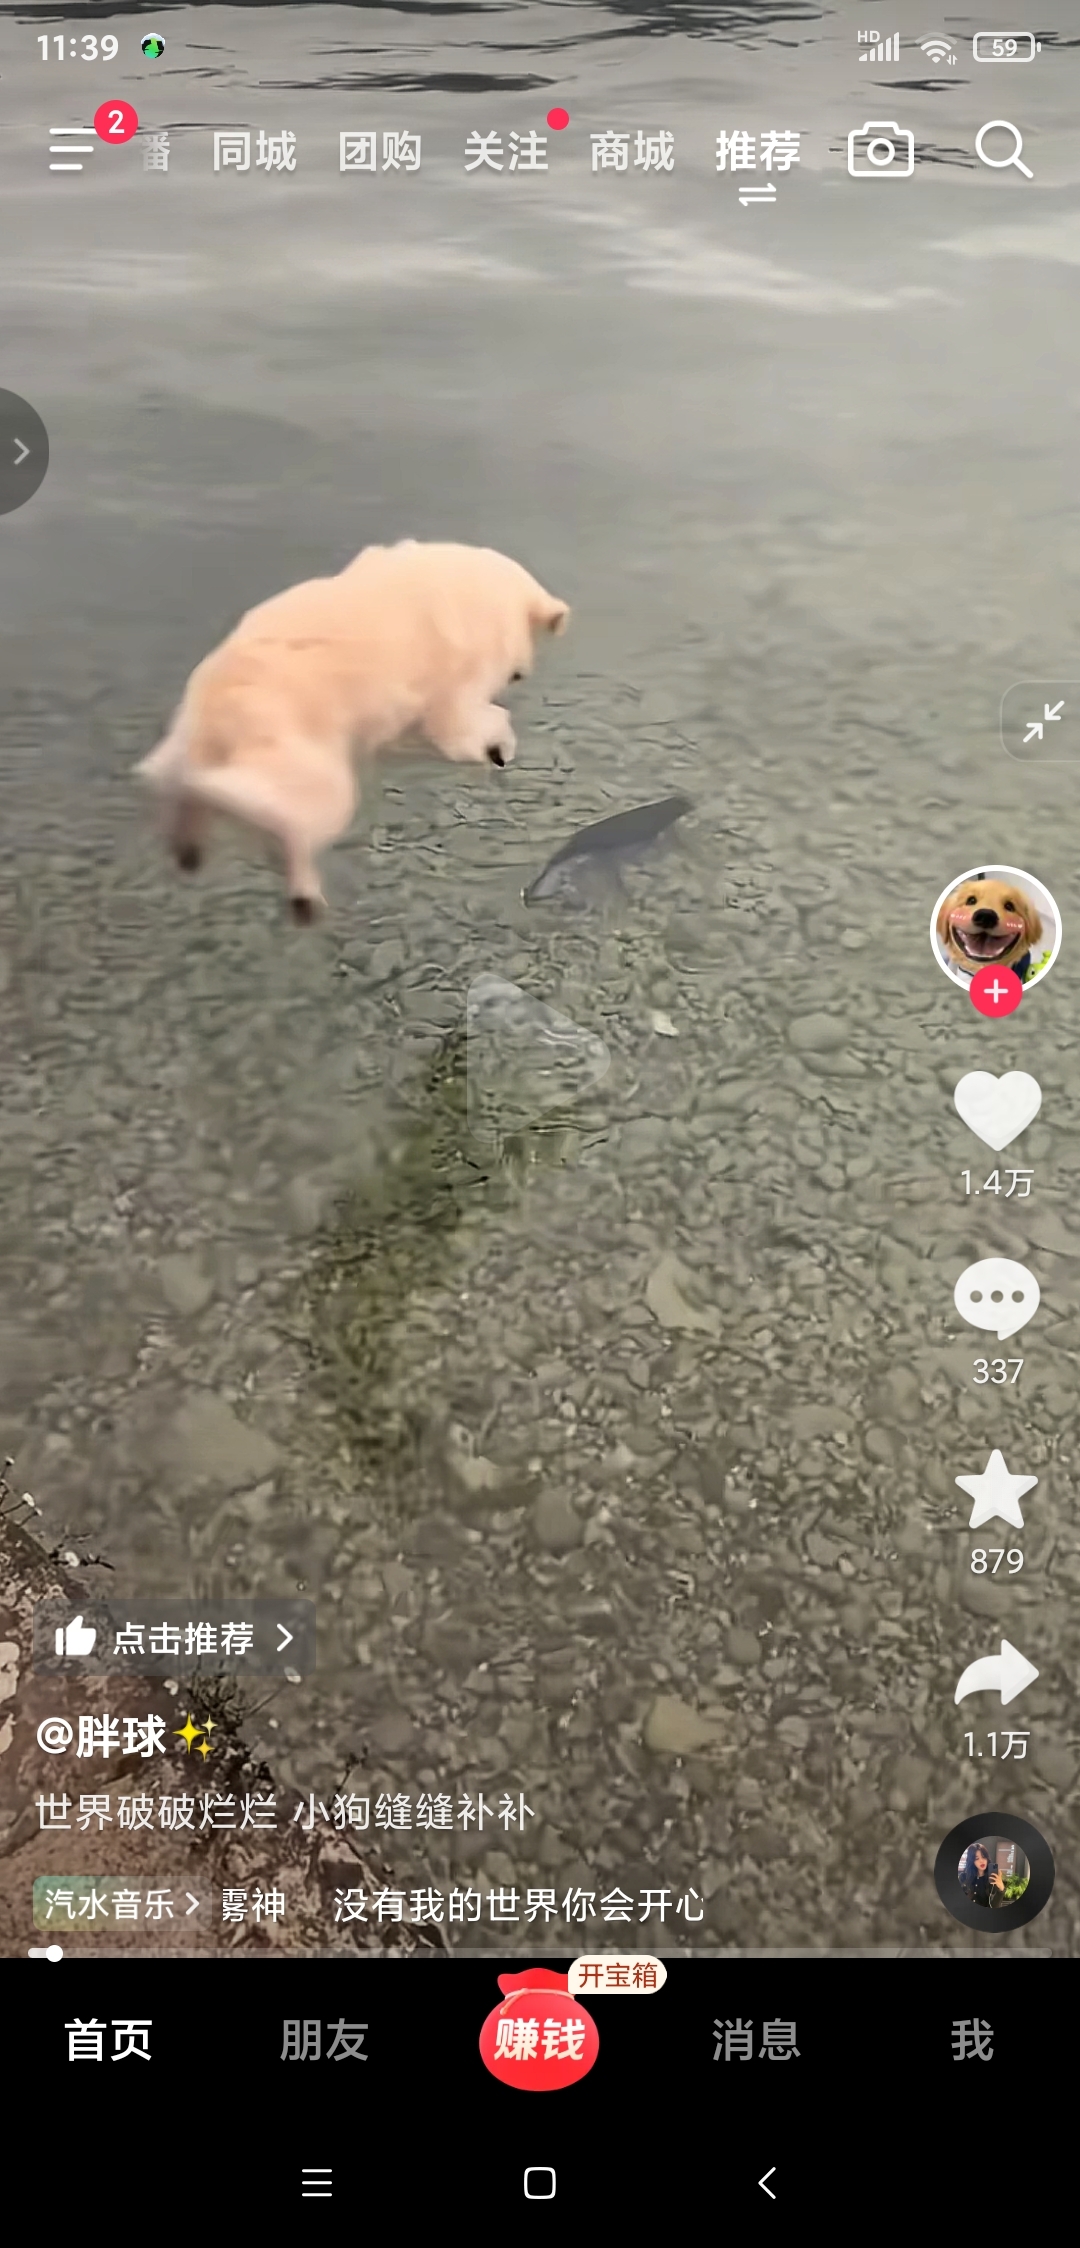 11:39
HD
59
2
播 同城 团购 关注 商城 推荐
1.4万
337
879
点击推荐
1.1万
@胖球✨
世界破破烂烂 小狗缝缝补补
汽水音乐 雾神 没有我的世界你会开心
开宝箱
首页 朋友 赚钱 消息 我